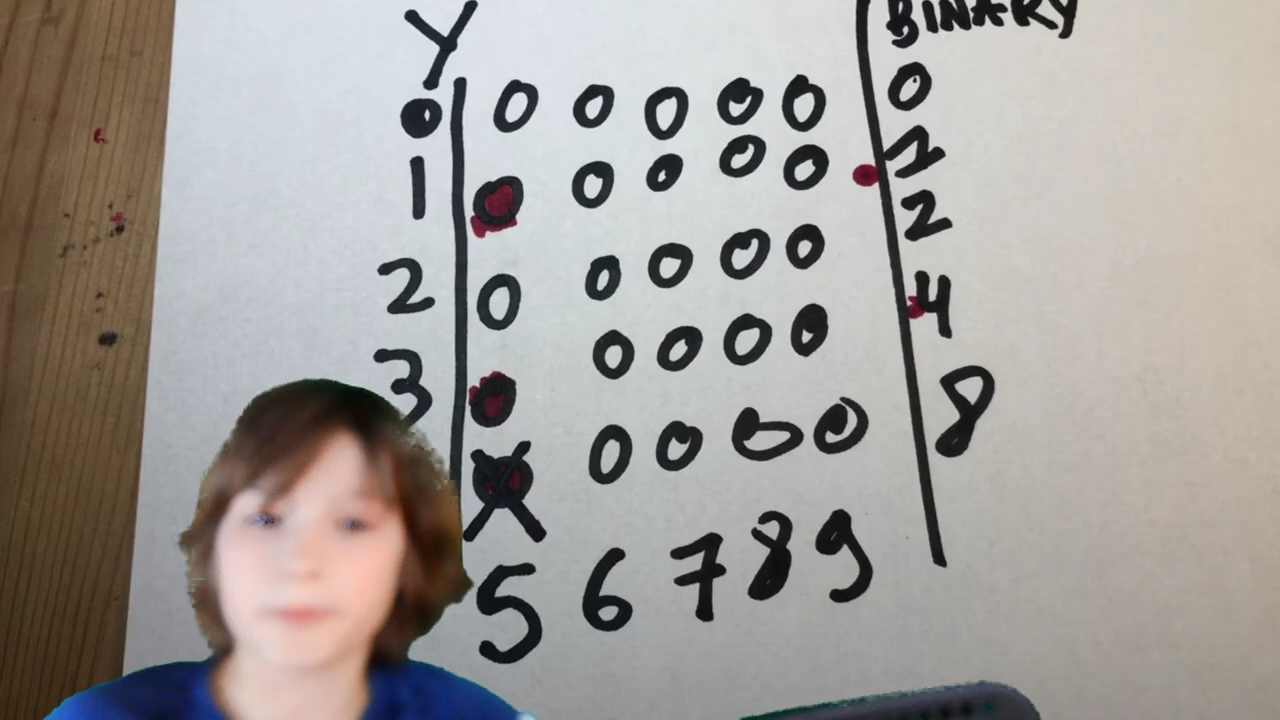 Y BINARY
0 0 0 0 0 0 0
1 0 0 0 0 0 1
2 0 0 0 0 0 2
3 0 0 0 0 0 4
X 0 0 0 0 8
5 6 7 8 9